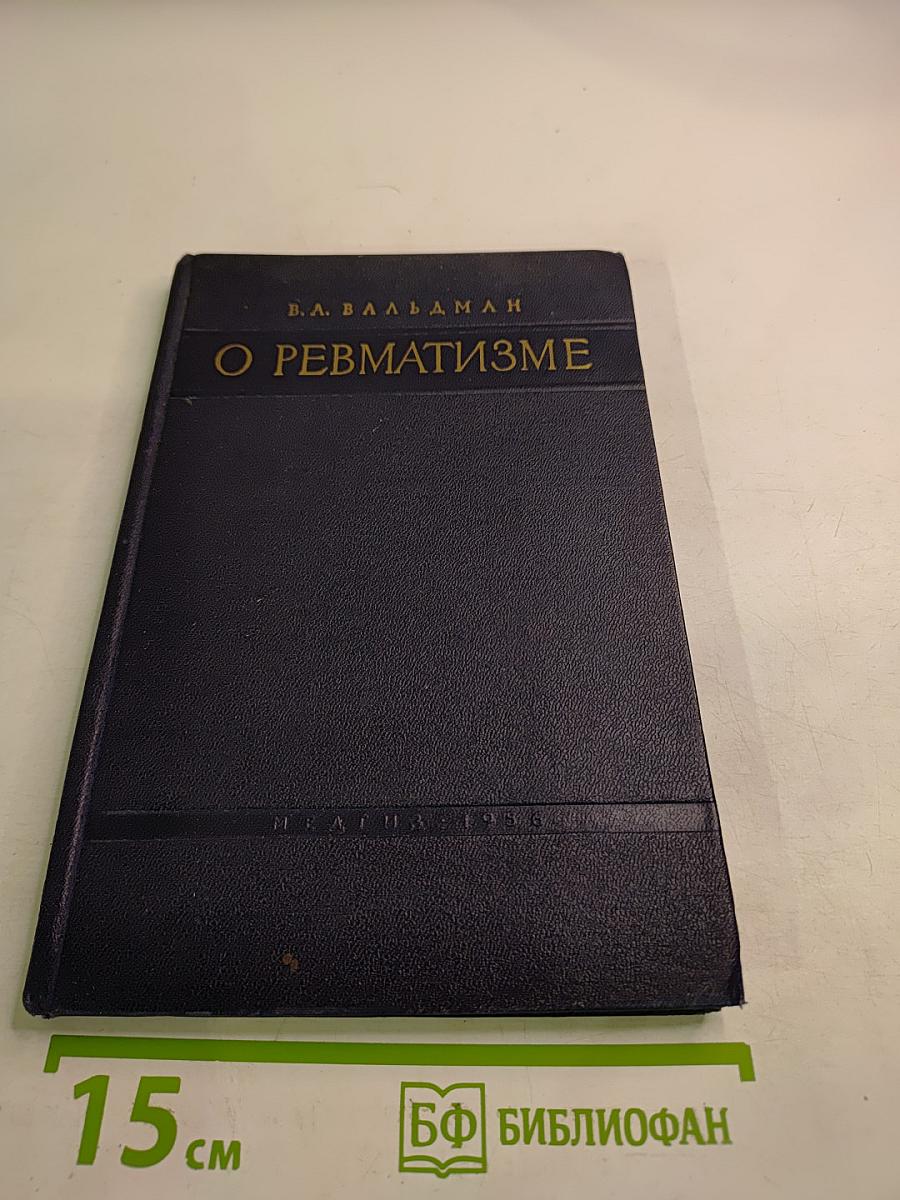 В.А. ВАЛЬДМАН
О РЕВМАТИЗМЕ
МЕДГИЗ · 1956
15 см
БФ БИБЛИОФАН